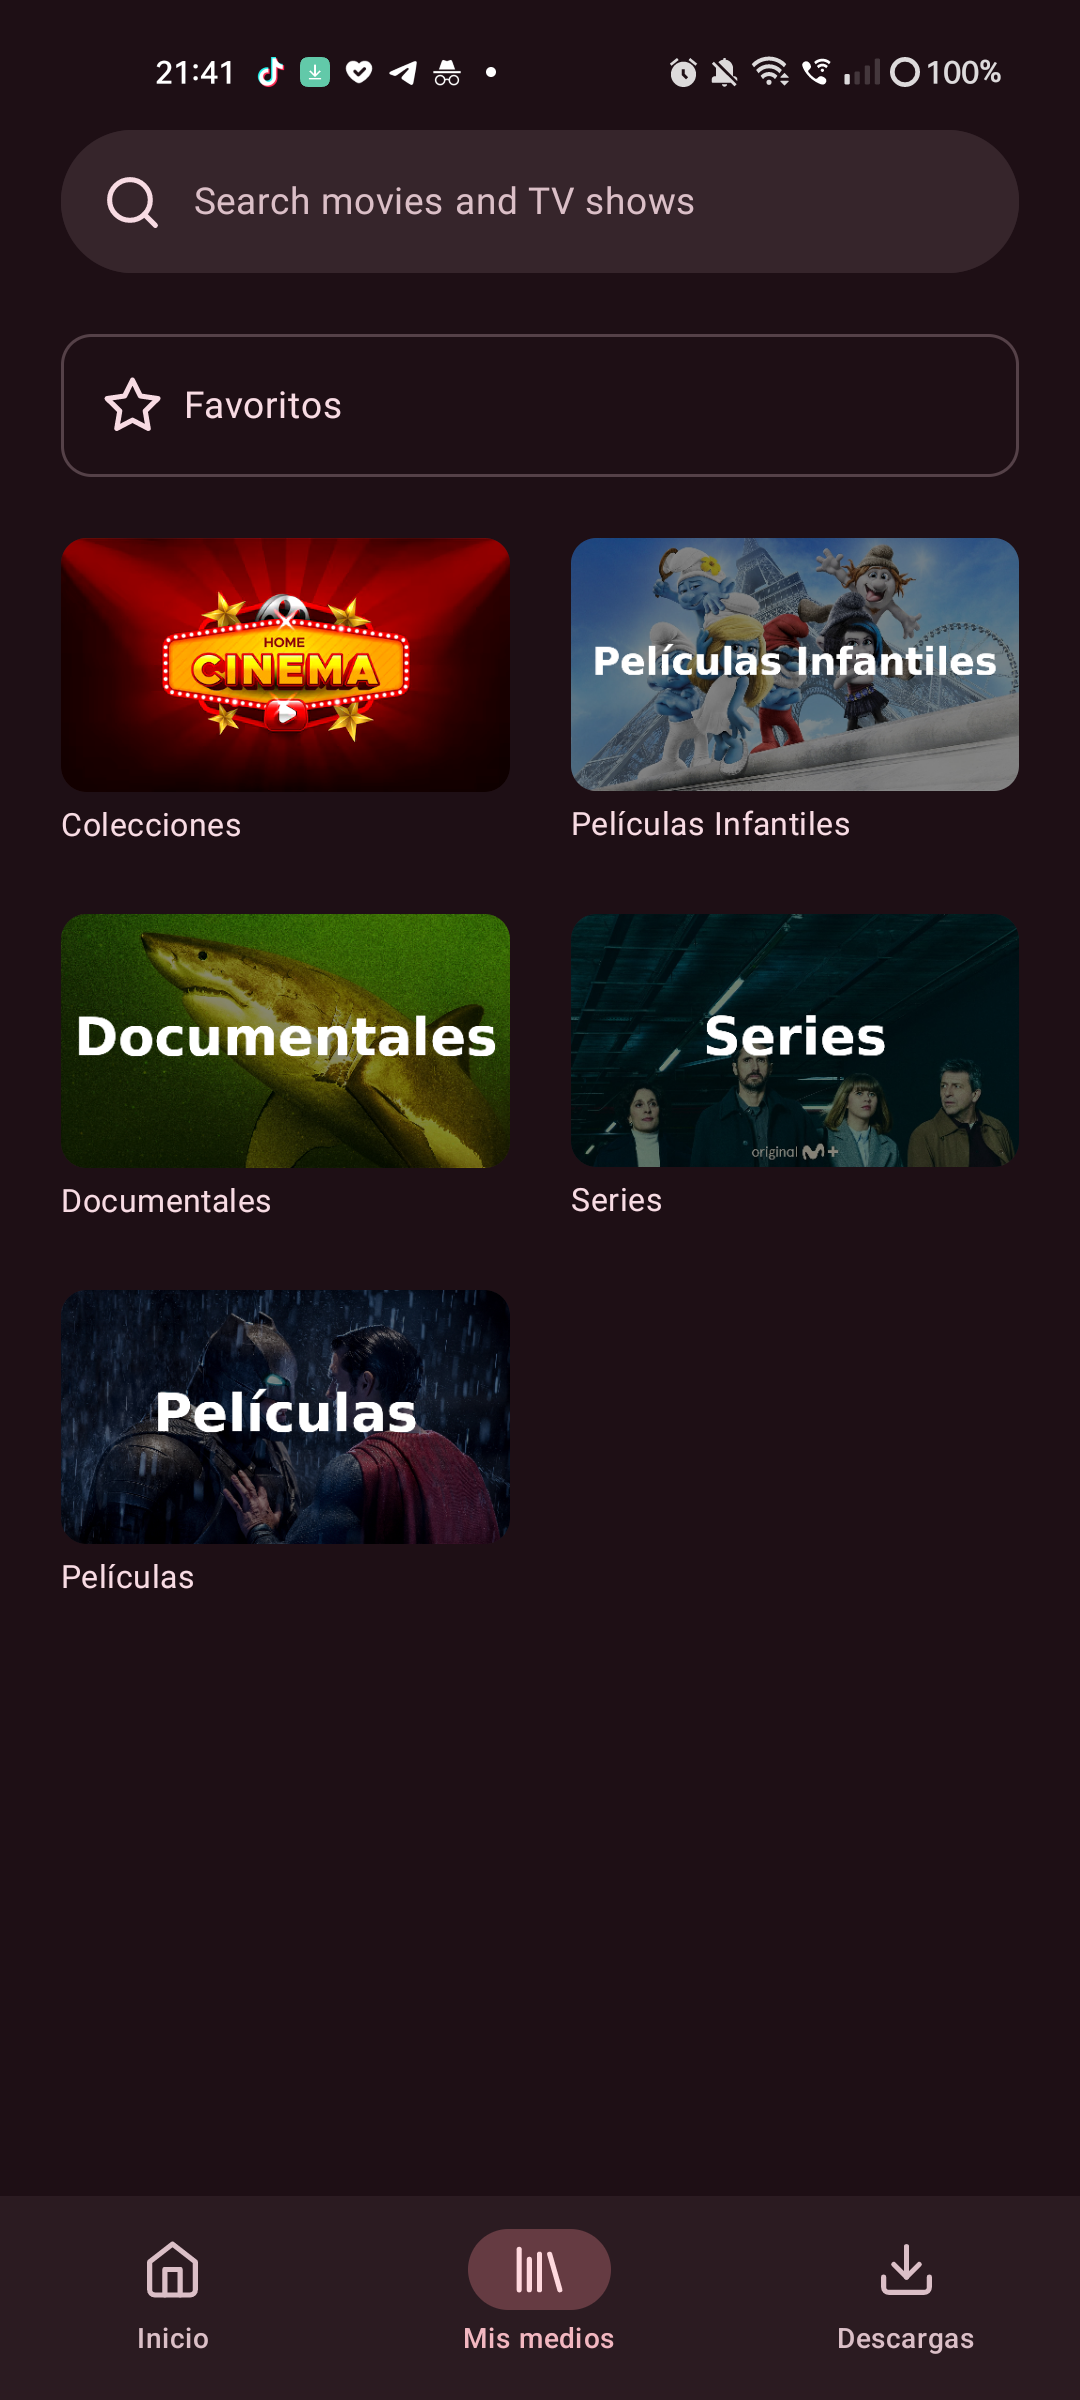 21:41
100%
Search movies and TV shows
Favoritos
HOME
CINEMA
Películas Infantiles
Colecciones
Películas Infantiles
Documentales
Series
original M+
Documentales
Series
Películas
Películas
Inicio
Mis medios
Descargas